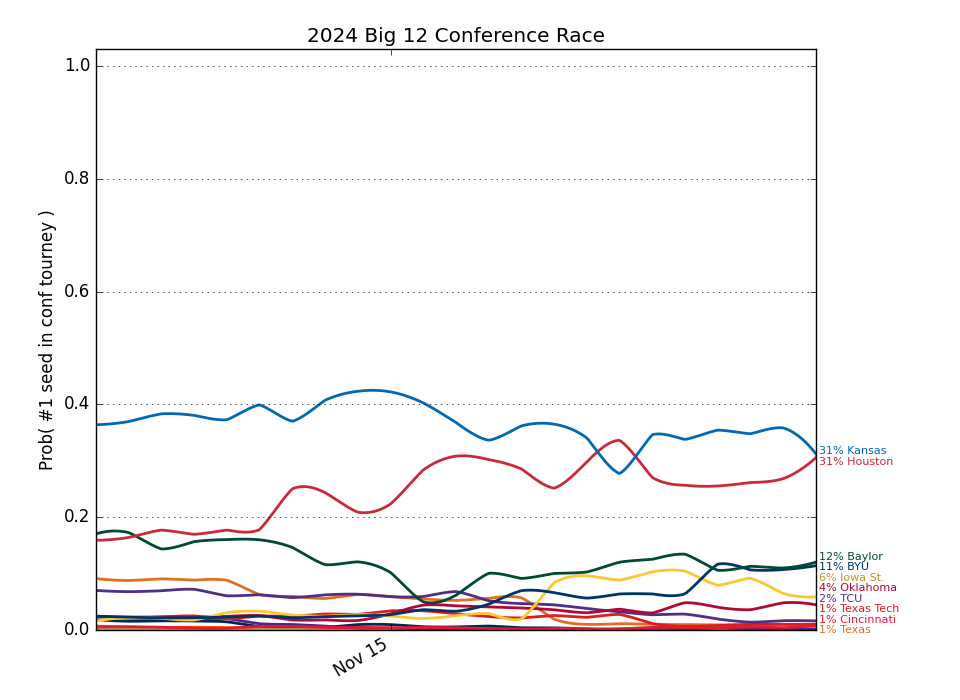 2024 Big 12 Conference Race
Prob( #1 seed in conf tourney )
1.0
0.8
0.6
0.4
0.2
0.0
Nov 15
31% Kansas
31% Houston
12% Baylor
11% BYU
6% Iowa St.
4% Oklahoma
2% TCU
1% Texas Tech
1% Cincinnati
1% Texas